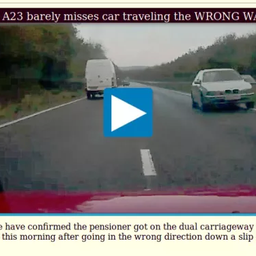 A23 barely misses car traveling the WRONG WA
e have confirmed the pensioner got on the dual carriageway
this morning after going in the wrong direction down a slip